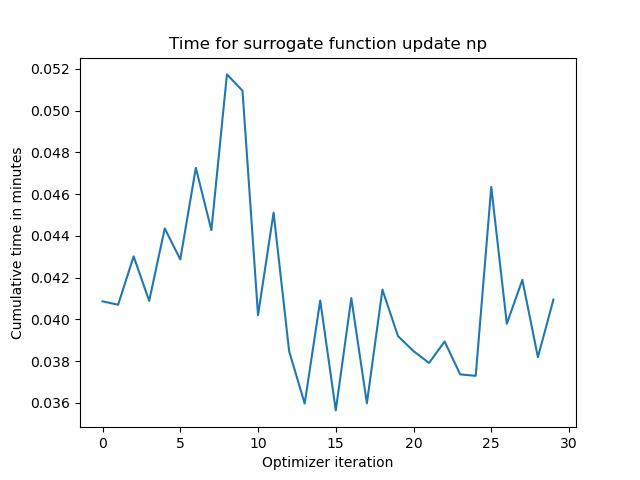 Time for surrogate function update np
0.052
0.050
0.048
0.046
0.044
0.042
0.040
0.038
0.036
Cumulative time in minutes
0 5 10 15 20 25 30
Optimizer iteration